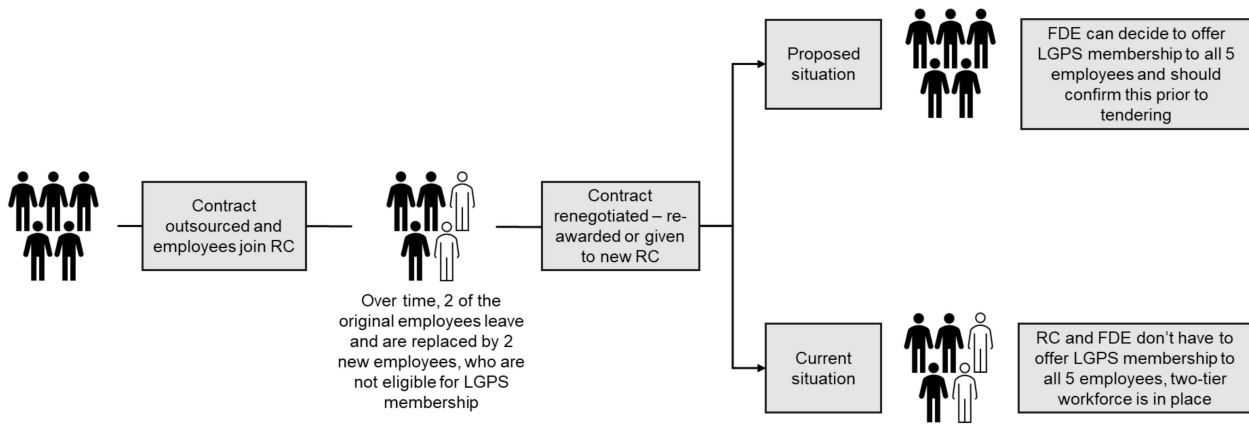 Contract
outsourced and
employees join RC
Over time, 2 of the
original employees leave
and are replaced by 2
new employees, who are
not eligible for LGPS
membership
Contract
renegotiated – re-
awarded or given
to new RC
Proposed
situation
FDE can decide to offer
LGPS membership to all 5
employees and should
confirm this prior to
tendering
Current
situation
RC and FDE don’t have to
offer LGPS membership to
all 5 employees, two-tier
workforce is in place